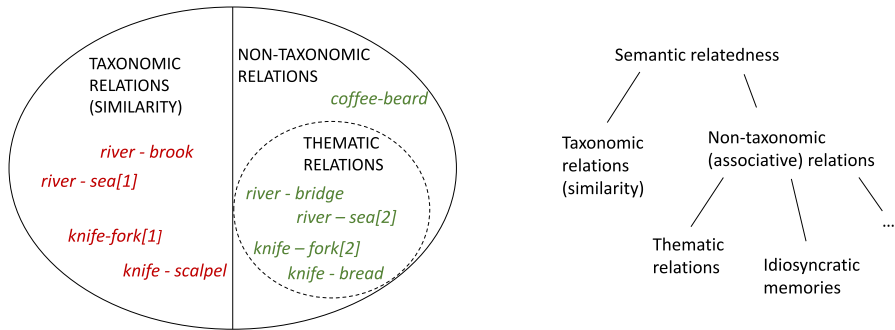 TAXONOMIC
RELATIONS
(SIMILARITY)
river - brook
river - sea[1]
knife-fork[1]
knife - scalpel
NON-TAXONOMIC
RELATIONS
coffee-beard
THEMATIC
RELATIONS
river - bridge
river – sea[2]
knife – fork[2]
knife - bread
Semantic relatedness
Taxonomic
relations
(similarity)
Non-taxonomic
(associative) relations
Thematic
relations
Idiosyncratic
memories
...